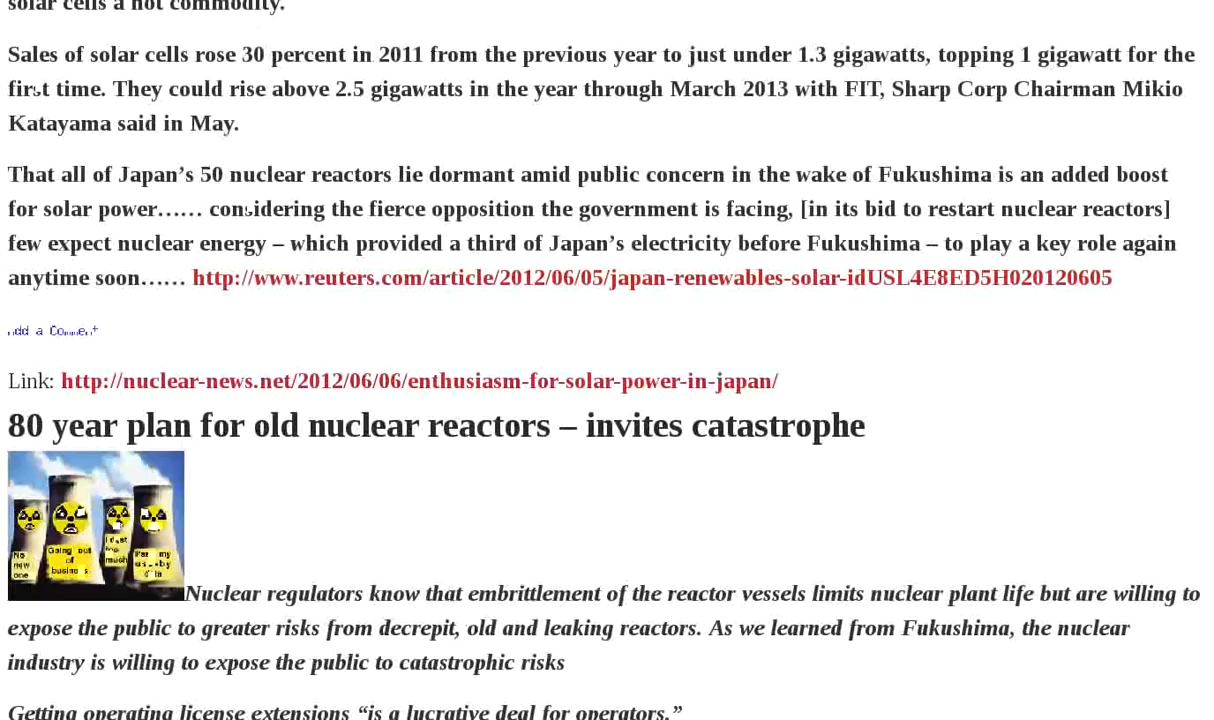 solar cells a hot commodity.
Sales of solar cells rose 30 percent in 2011 from the previous year to just under 1.3 gigawatts, topping 1 gigawatt for the
first time. They could rise above 2.5 gigawatts in the year through March 2013 with FIT, Sharp Corp Chairman Mikio
Katayama said in May.
That all of Japan’s 50 nuclear reactors lie dormant amid public concern in the wake of Fukushima is an added boost
for solar power…… considering the fierce opposition the government is facing, [in its bid to restart nuclear reactors]
few expect nuclear energy – which provided a third of Japan’s electricity before Fukushima – to play a key role again
anytime soon…… http://www.reuters.com/article/2012/06/05/japan-renewables-solar-idUSL4E8ED5H020120605
Add a Comment
Link: http://nuclear-news.net/2012/06/06/enthusiasm-for-solar-power-in-japan/
80 year plan for old nuclear reactors – invites catastrophe
No
new
one
Going out
of
business
much
Nuclear regulators know that embrittlement of the reactor vessels limits nuclear plant life but are willing to
expose the public to greater risks from decrepit, old and leaking reactors. As we learned from Fukushima, the nuclear
industry is willing to expose the public to catastrophic risks
Getting operating license extensions “is a lucrative deal for operators.”